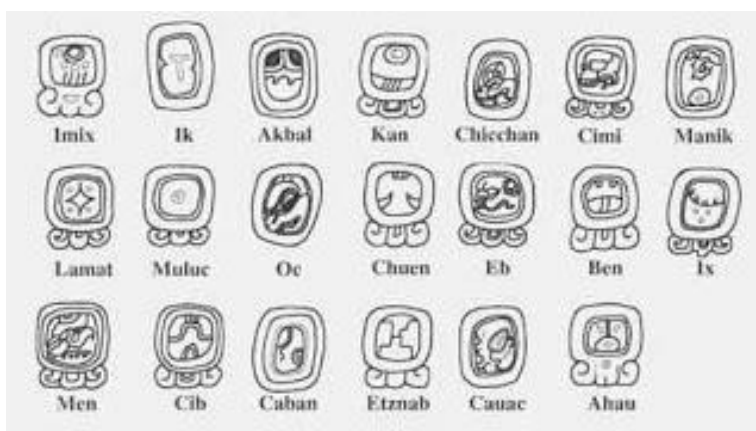 Imix Ik Akbal Kan Chicchan Cimi Manik
Lamat Muluc Oc Chuen Eb Ben Ix
Men Cib Caban Etznab Cauac Ahau